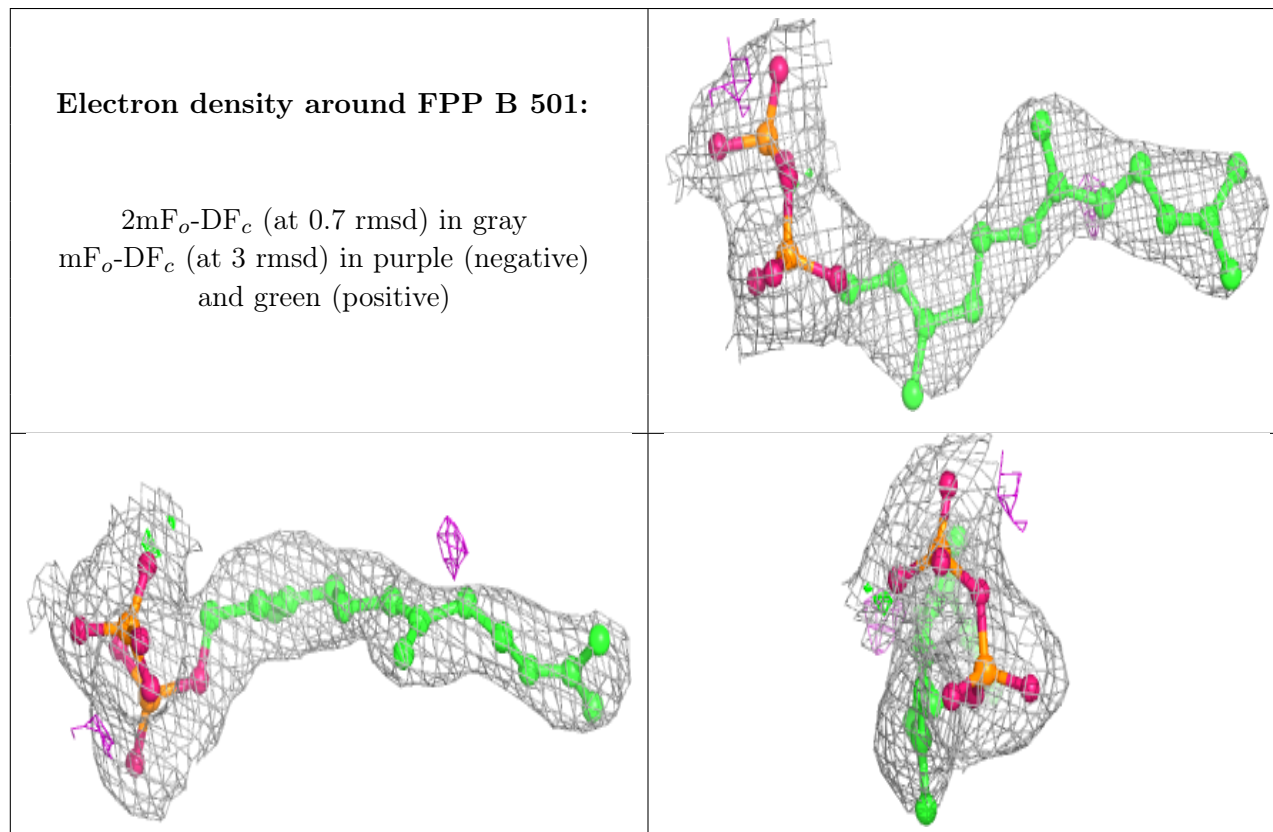 Electron density around FPP B 501:
2mFo-DFc (at 0.7 rmsd) in gray
mFo-DFc (at 3 rmsd) in purple (negative)
and green (positive)